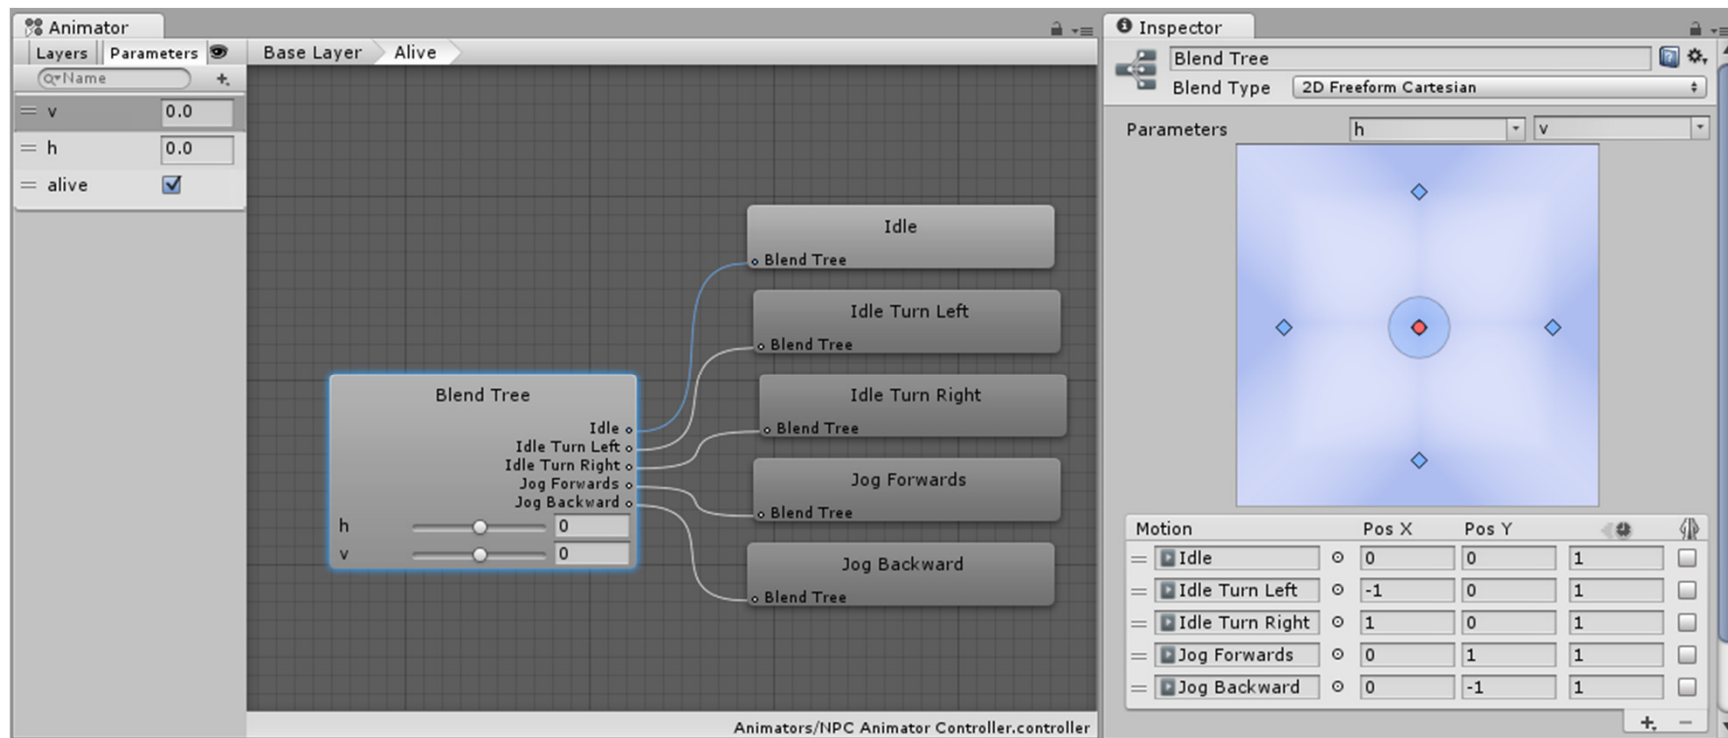 Animator
Layers Parameters
Name
v 0.0
h 0.0
alive
Base Layer Alive
Blend Tree
Idle
Idle Turn Left
Idle Turn Right
Jog Forwards
Jog Backward
h 0
v 0
Idle
Blend Tree
Idle Turn Left
Blend Tree
Idle Turn Right
Blend Tree
Jog Forwards
Blend Tree
Jog Backward
Blend Tree
Animators/NPC Animator Controller.controller
Inspector
Blend Tree
Blend Type 2D Freeform Cartesian
Parameters h v
Motion Pos X Pos Y
Idle 0 0 1
Idle Turn Left -1 0 1
Idle Turn Right 1 0 1
Jog Forwards 0 1 1
Jog Backward 0 -1 1